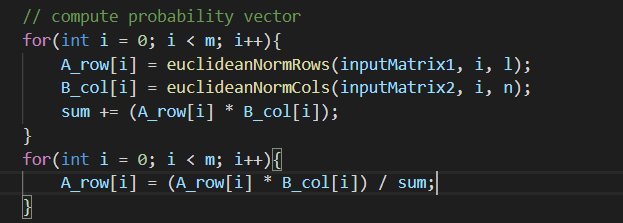 // compute probability vector
for(int i = 0; i < m; i++){
    A_row[i] = euclideanNormRows(inputMatrix1, i, l);
    B_col[i] = euclideanNormCols(inputMatrix2, i, n);
    sum += (A_row[i] * B_col[i]);
}
for(int i = 0; i < m; i++){
    A_row[i] = (A_row[i] * B_col[i]) / sum;
}